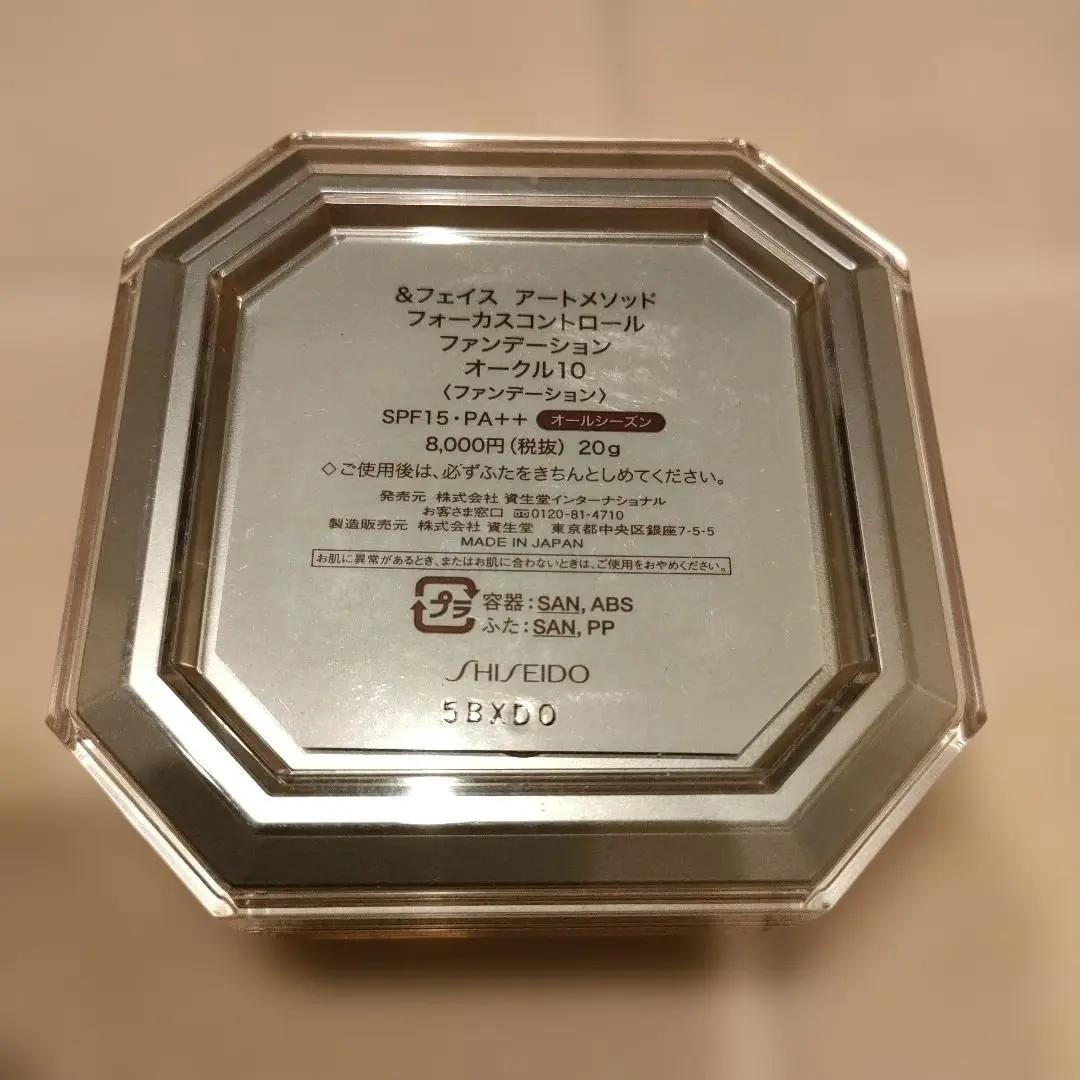 &フェイス アートメソッド
フォーカスコントロール
ファンデーション
オークル10
〈ファンデーション〉
SPF15・PA++ オールシーズン
8,000円(税抜) 20g
◇ご使用後は、必ずふたをきちんとしめてください。
発売元 株式会社 資生堂インターナショナル
お客さま窓口 0120-81-4710
製造販売元 株式会社 資生堂 東京都中央区銀座7-5-5
MADE IN JAPAN
お肌に異常があるとき、またはお肌に合わないときは、ご使用をおやめください。
プラ 容器:SAN, ABS
ふた:SAN, PP
SHISEIDO
5BXDO